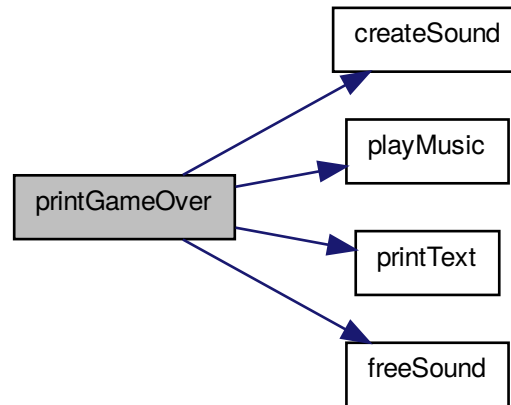 createSound
playMusic
printGameOver
printText
freeSound